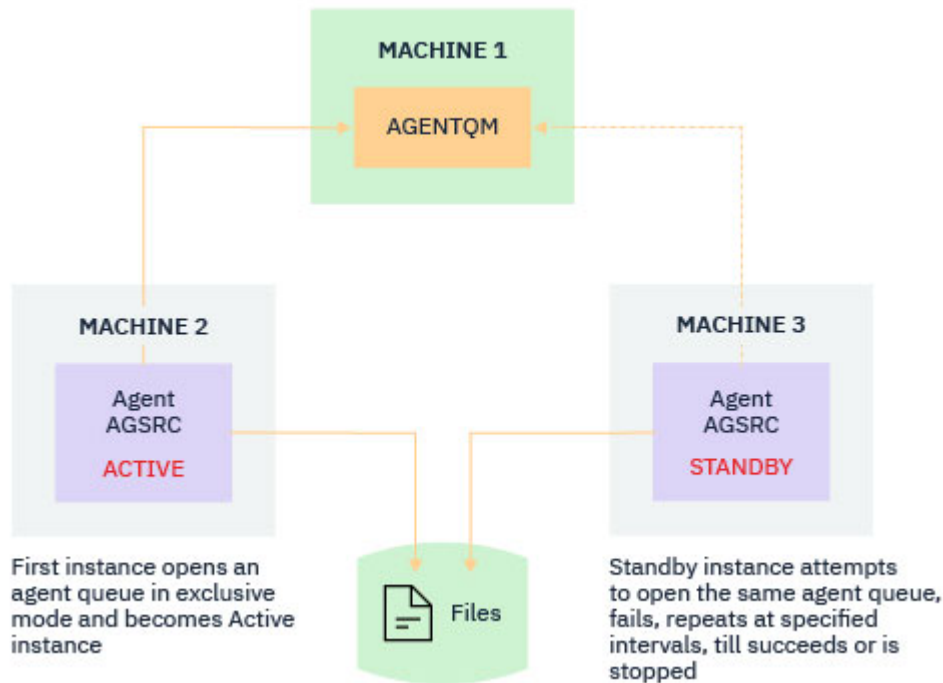 MACHINE 1
AGENTQM
MACHINE 2
Agent
AGSRC
ACTIVE
MACHINE 3
Agent
AGSRC
STANDBY
First instance opens an
agent queue in exclusive
mode and becomes Active
instance
Files
Standby instance attempts
to open the same agent queue,
fails, repeats at specified
intervals, till succeeds or is
stopped